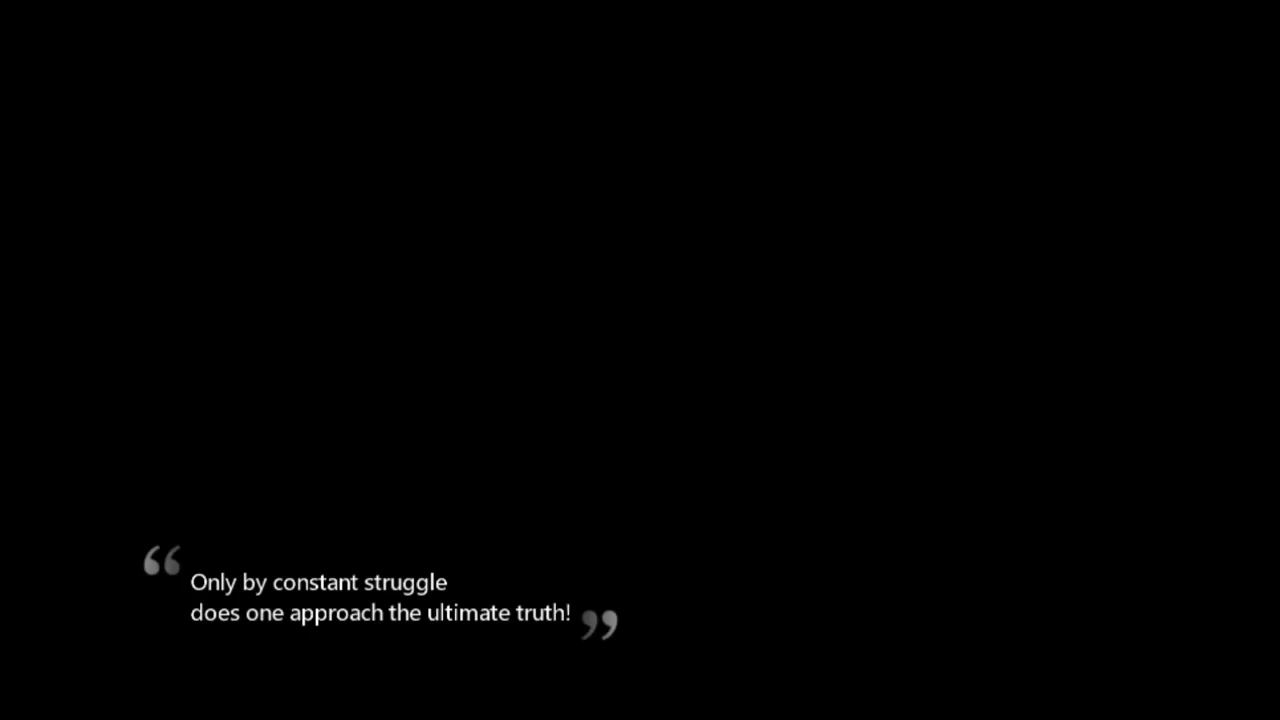 “Only by constant struggle
does one approach the ultimate truth!”